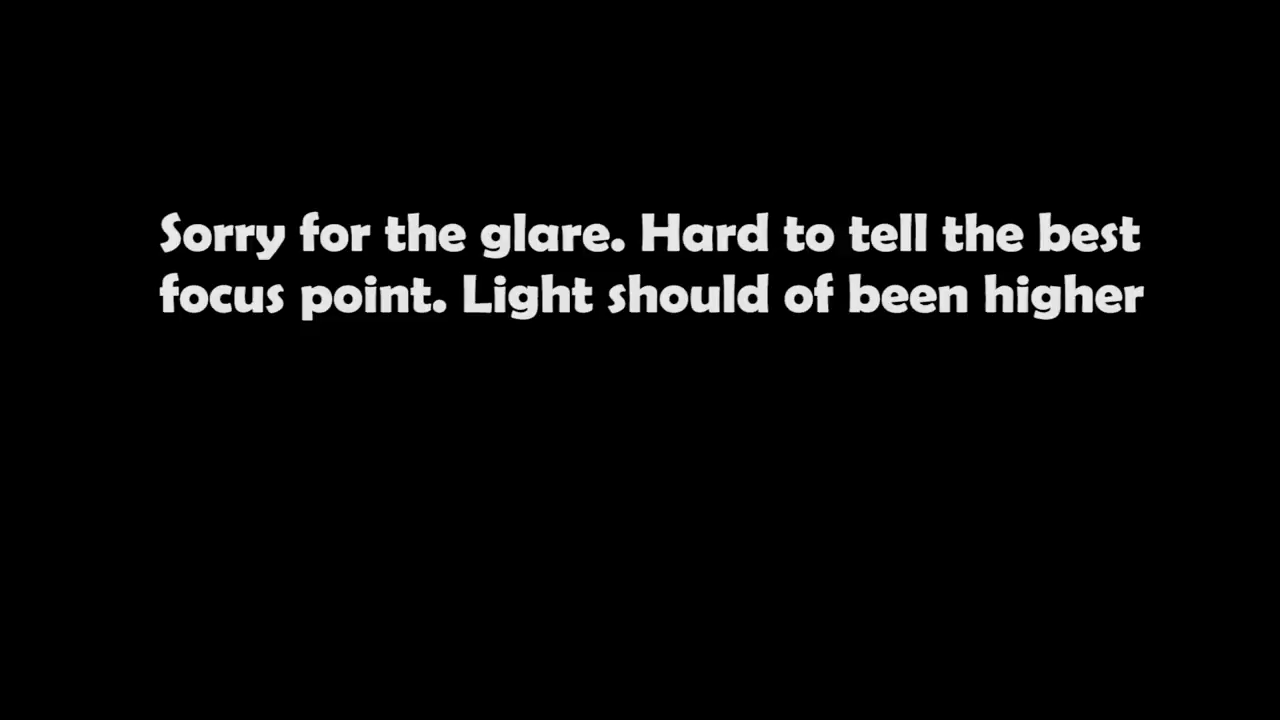 Sorry for the glare. Hard to tell the best
focus point. Light should of been higher